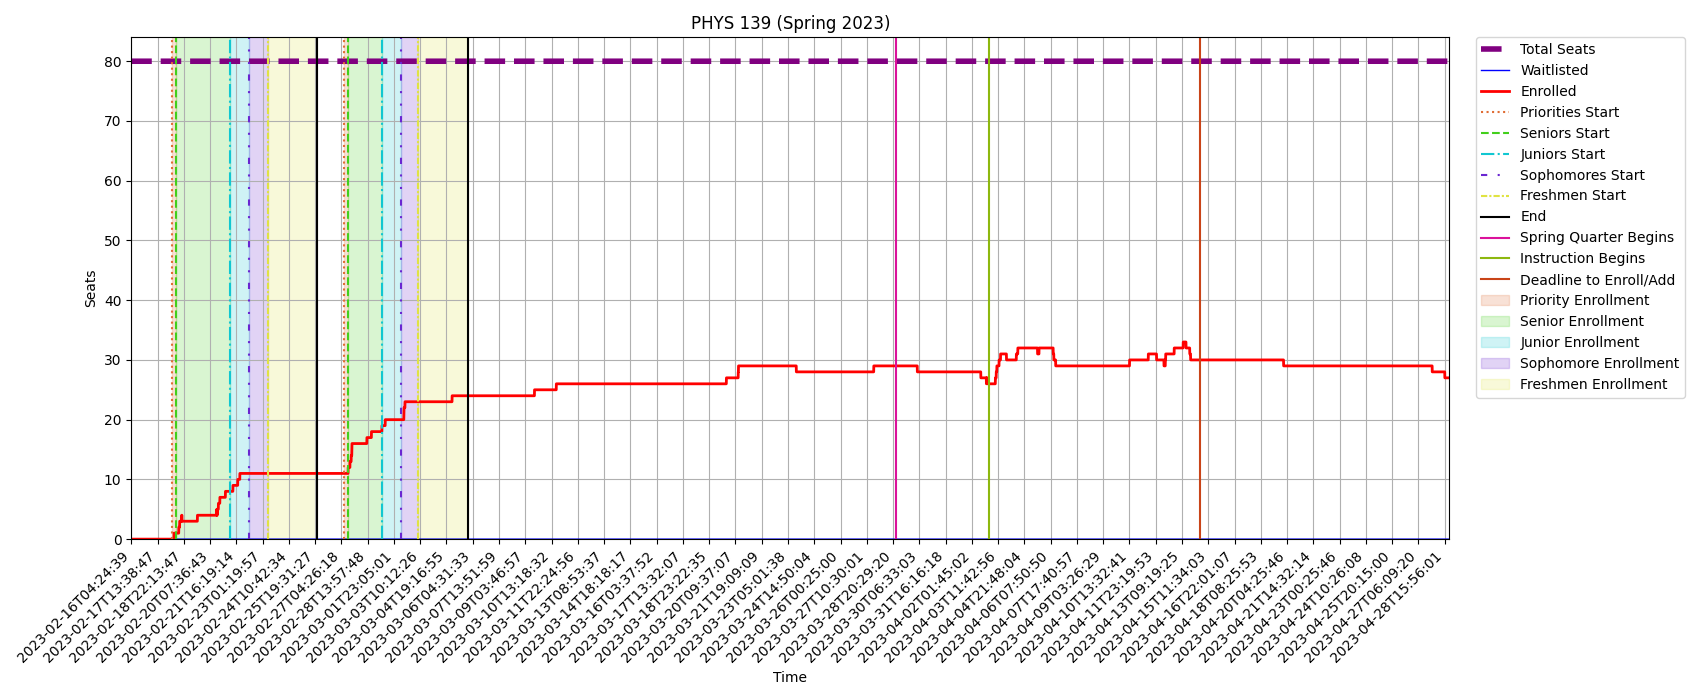 PHYS 139 (Spring 2023)
Seats
80
70
60
50
40
30
20
10
0
2023-02-16T04:24:39
2023-02-17T13:38:47
2023-02-18T22:13:47
2023-02-20T07:36:43
2023-02-21T16:19:14
2023-02-23T01:19:57
2023-02-24T10:42:34
2023-02-25T19:31:27
2023-02-27T04:26:18
2023-02-28T13:57:48
2023-03-01T23:05:01
2023-03-03T10:12:26
2023-03-04T19:16:55
2023-03-06T04:31:33
2023-03-07T13:51:59
2023-03-09T03:46:57
2023-03-10T13:18:32
2023-03-11T22:24:56
2023-03-13T08:53:37
2023-03-14T18:18:17
2023-03-16T03:37:52
2023-03-17T13:32:07
2023-03-18T23:22:35
2023-03-20T09:37:07
2023-03-21T19:09:09
2023-03-23T05:01:38
2023-03-24T14:50:04
2023-03-26T00:25:00
2023-03-27T10:30:01
2023-03-28T20:29:20
2023-03-30T06:33:03
2023-03-31T16:16:18
2023-04-02T01:45:02
2023-04-03T11:42:56
2023-04-04T21:48:04
2023-04-06T07:50:50
2023-04-07T17:40:57
2023-04-09T03:26:29
2023-04-10T13:32:41
2023-04-11T23:19:53
2023-04-13T09:19:25
2023-04-15T11:34:03
2023-04-16T22:01:07
2023-04-18T08:25:53
2023-04-20T04:25:46
2023-04-21T14:32:14
2023-04-23T00:25:46
2023-04-24T10:26:08
2023-04-25T20:15:00
2023-04-27T06:09:20
2023-04-28T15:56:01
Time
Total Seats
Waitlisted
Enrolled
Priorities Start
Seniors Start
Juniors Start
Sophomores Start
Freshmen Start
End
Spring Quarter Begins
Instruction Begins
Deadline to Enroll/Add
Priority Enrollment
Senior Enrollment
Junior Enrollment
Sophomore Enrollment
Freshmen Enrollment